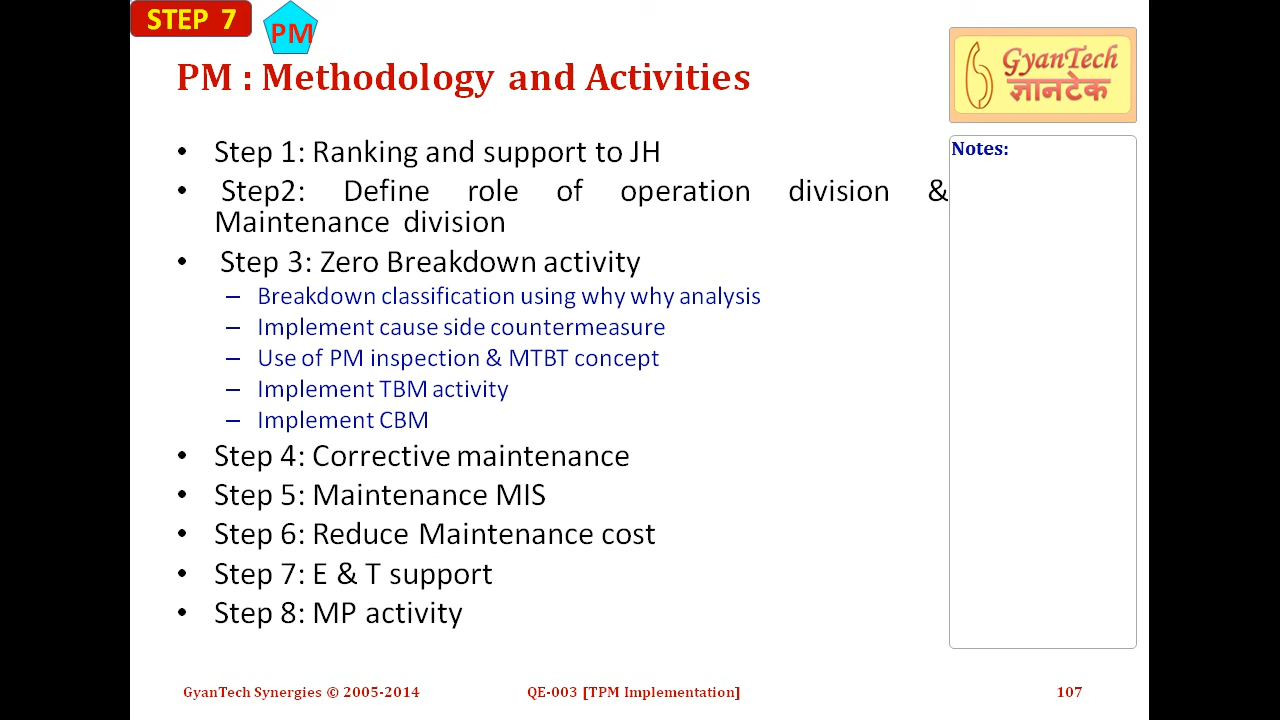 STEP 7
PM
PM : Methodology and Activities
GyanTech
ज्ञानटेक
• Step 1: Ranking and support to JH
• Step2: Define role of operation division &
Maintenance division
• Step 3: Zero Breakdown activity
– Breakdown classification using why why analysis
– Implement cause side countermeasure
– Use of PM inspection & MTBT concept
– Implement TBM activity
– Implement CBM
• Step 4: Corrective maintenance
• Step 5: Maintenance MIS
• Step 6: Reduce Maintenance cost
• Step 7: E & T support
• Step 8: MP activity
Notes:
GyanTech Synergies © 2005-2014
QE-003 [TPM Implementation]
107